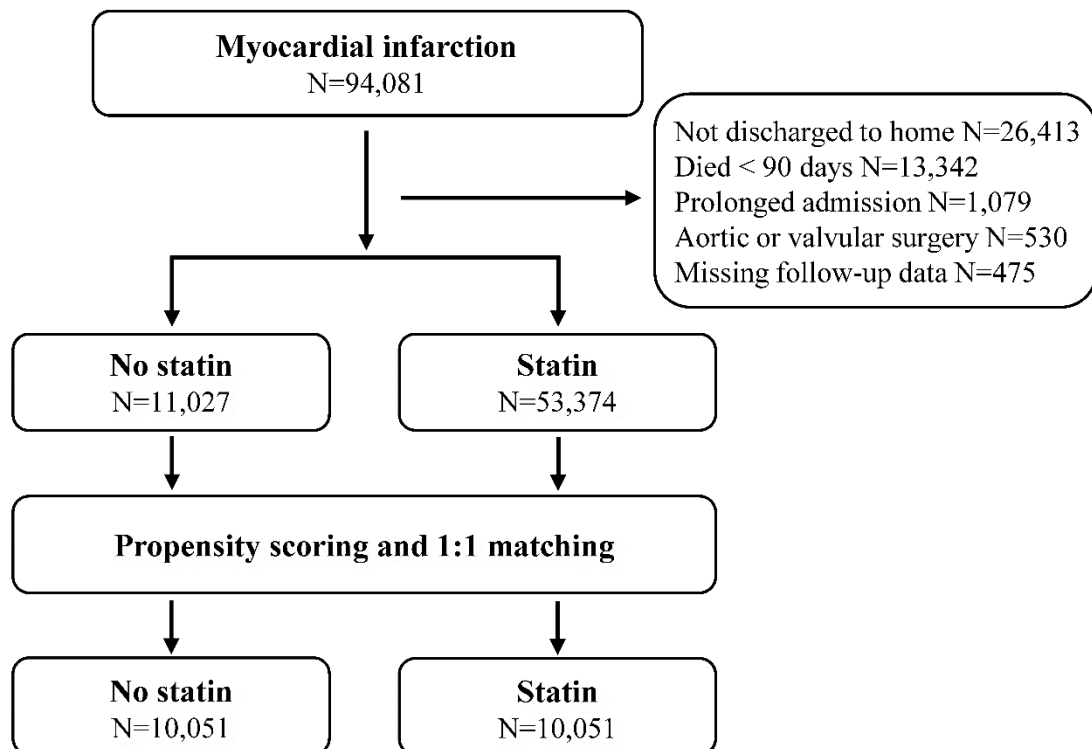 Myocardial infarction
N=94,081
Not discharged to home N=26,413
Died < 90 days N=13,342
Prolonged admission N=1,079
Aortic or valvular surgery N=530
Missing follow-up data N=475
No statin
N=11,027
Statin
N=53,374
Propensity scoring and 1:1 matching
No statin
N=10,051
Statin
N=10,051